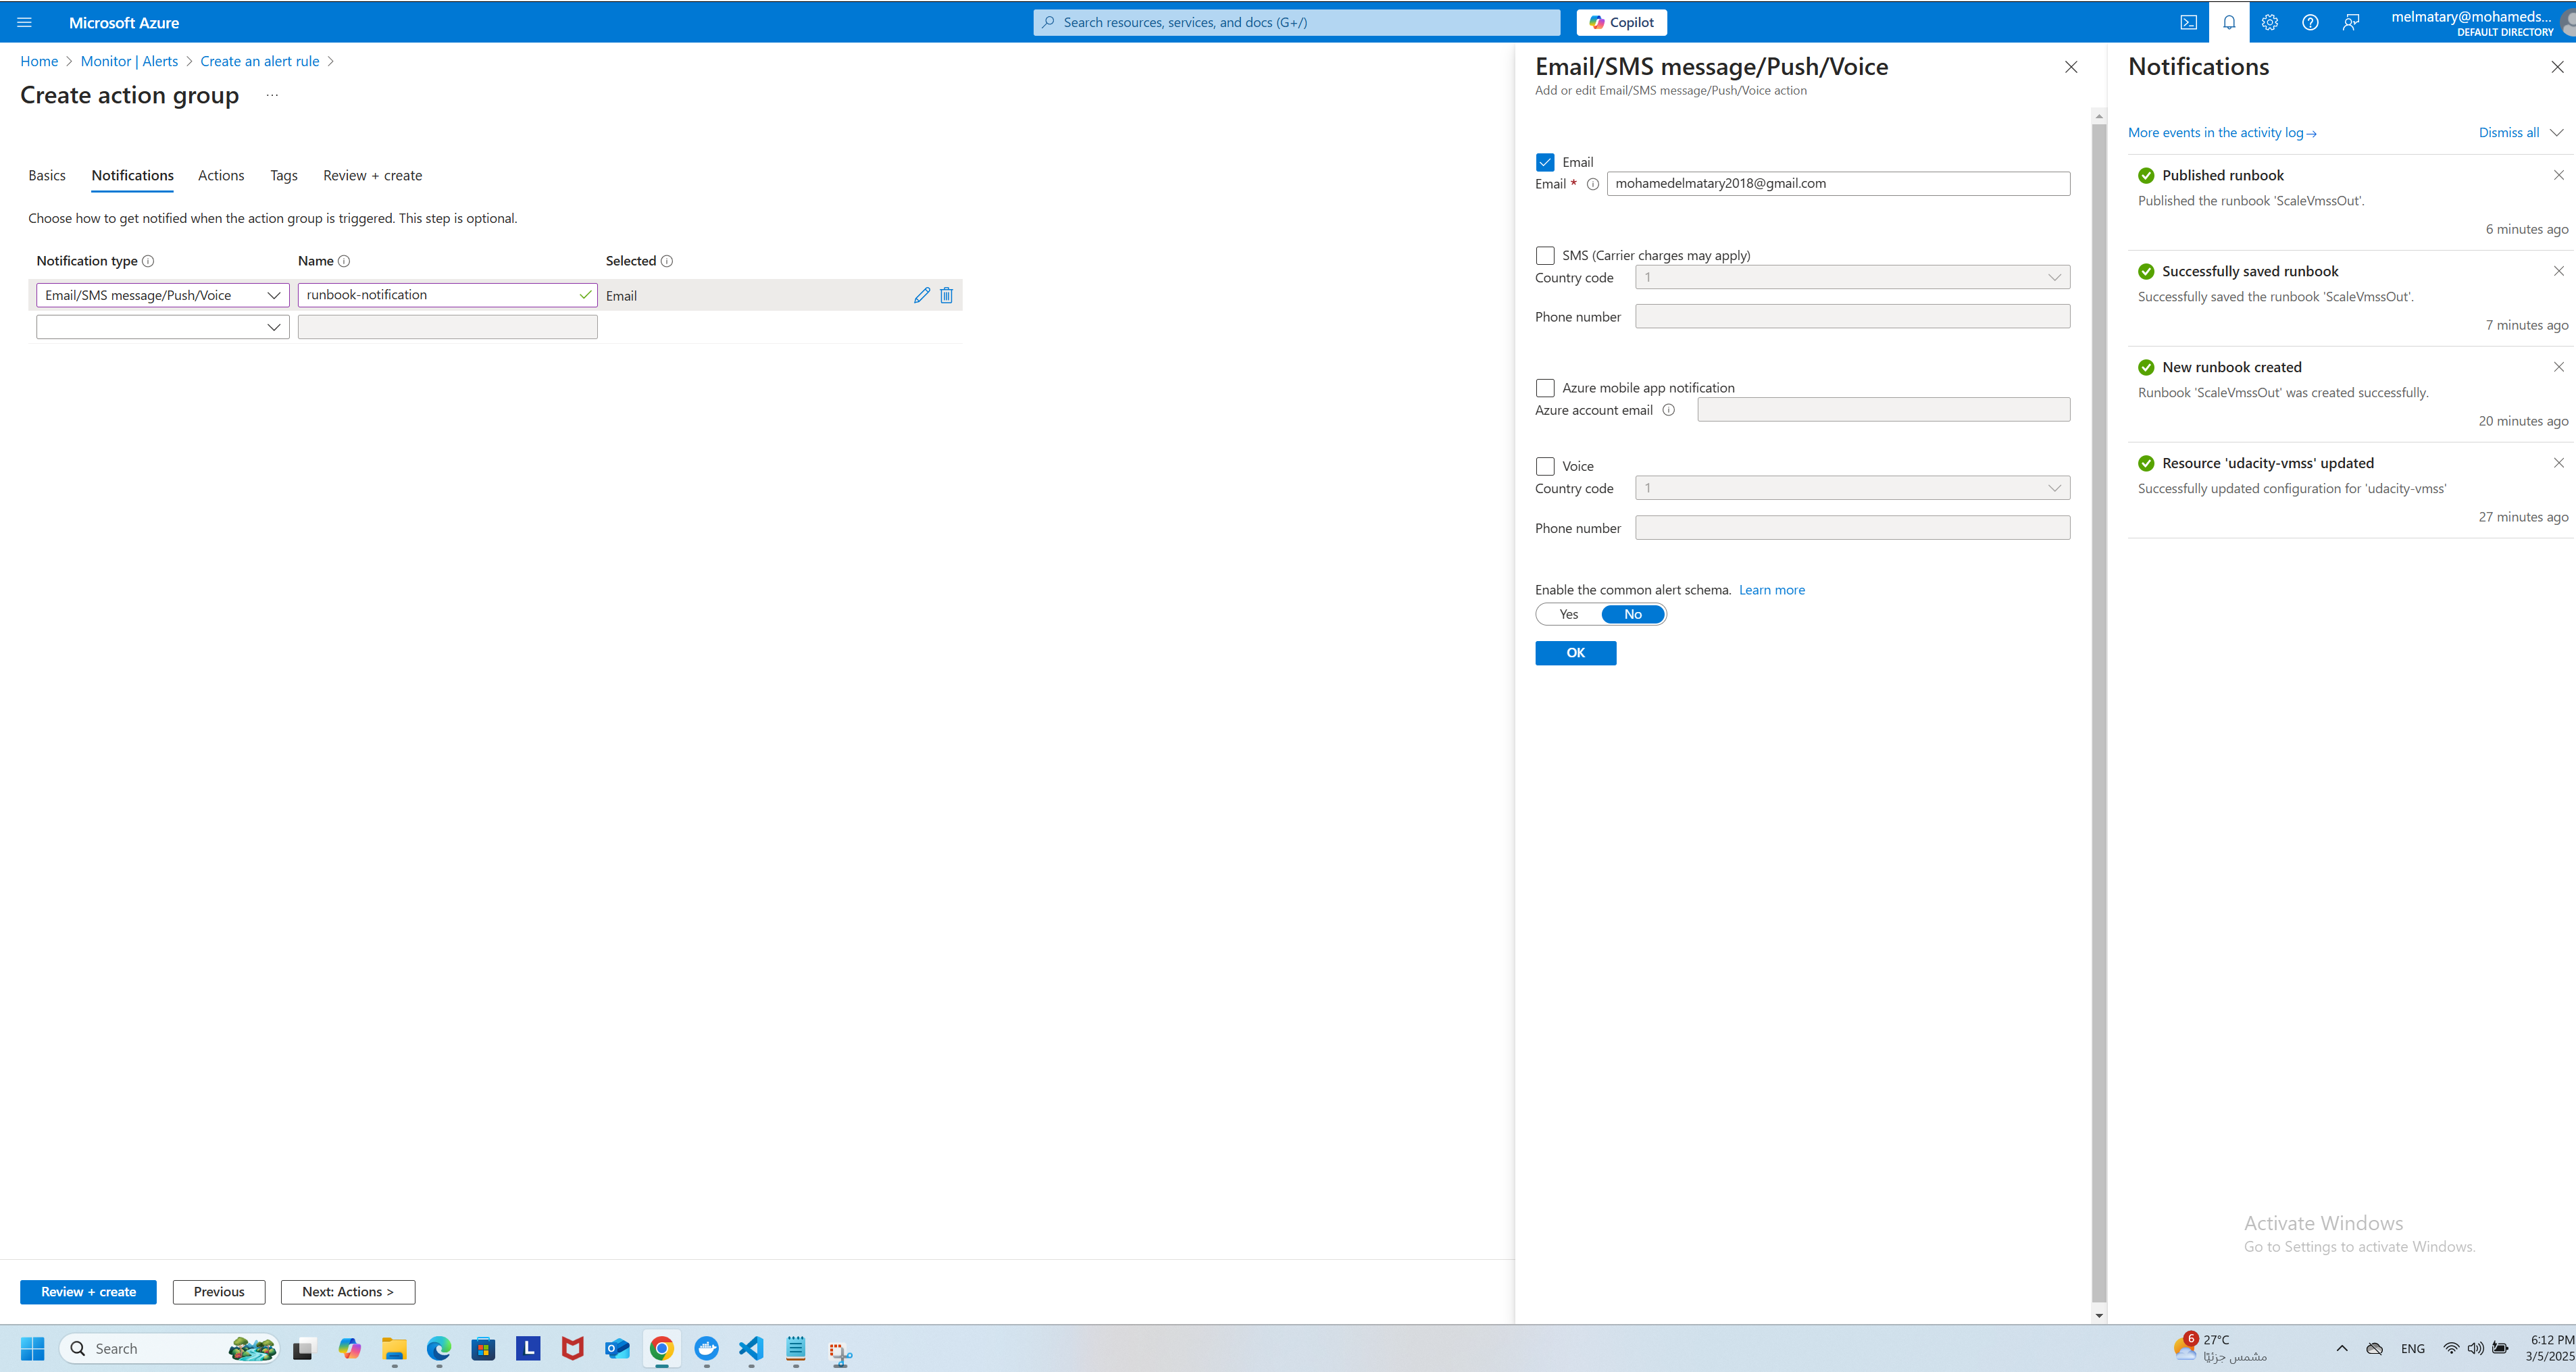 Microsoft Azure
Search resources, services, and docs (G+/)
Copilot
melmatary@mohameds...
DEFAULT DIRECTORY
Home > Monitor | Alerts > Create an alert rule >
Create action group ...
Basics Notifications Actions Tags Review + create
Choose how to get notified when the action group is triggered. This step is optional.
Notification type Name Selected
Email/SMS message/Push/Voice runbook-notification Email
Review + create Previous Next: Actions >
Email/SMS message/Push/Voice
Add or edit Email/SMS message/Push/Voice action
Email
Email * mohamedelmatary2018@gmail.com
SMS (Carrier charges may apply)
Country code 1
Phone number
Azure mobile app notification
Azure account email
Voice
Country code 1
Phone number
Enable the common alert schema. Learn more
Yes No
OK
Notifications
More events in the activity log→ Dismiss all
Published runbook
Published the runbook 'ScaleVmssOut'.
6 minutes ago
Successfully saved runbook
Successfully saved the runbook 'ScaleVmssOut'.
7 minutes ago
New runbook created
Runbook 'ScaleVmssOut' was created successfully.
20 minutes ago
Resource 'udacity-vmss' updated
Successfully updated configuration for 'udacity-vmss'
27 minutes ago
Activate Windows
Go to Settings to activate Windows.
Search
L
6
27°C
مشمس جزئيًا
ENG
6:12 PM
3/5/2025